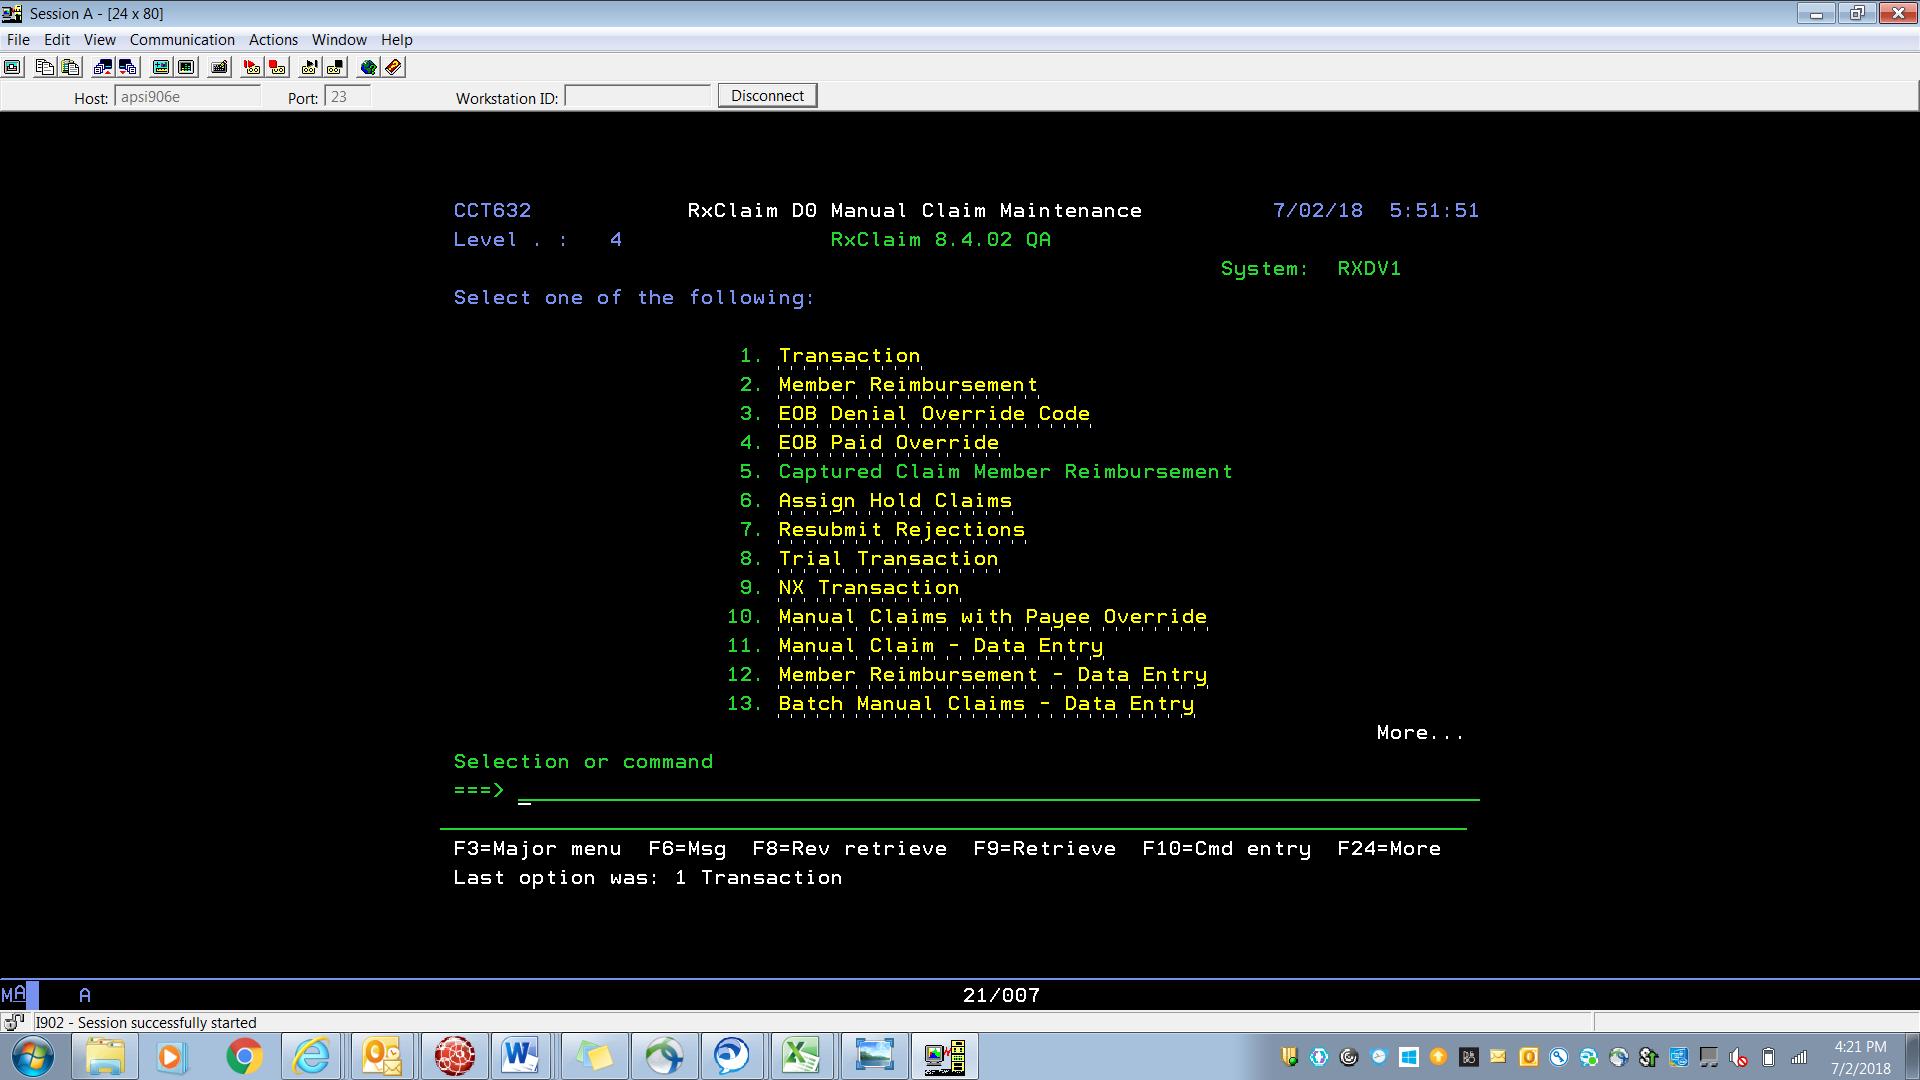 Session A - [24 x 80]
File Edit View Communication Actions Window Help
Host: apsi906e Port: 23 Workstation ID: Disconnect
CCT632 RxClaim D0 Manual Claim Maintenance 7/02/18 5:51:51
Level . : 4 RxClaim 8.4.02 QA
System: RXDV1
Select one of the following:
1. Transaction
2. Member Reimbursement
3. EOB Denial Override Code
4. EOB Paid Override
5. Captured Claim Member Reimbursement
6. Assign Hold Claims
7. Resubmit Rejections
8. Trial Transaction
9. NX Transaction
10. Manual Claims with Payee Override
11. Manual Claim - Data Entry
12. Member Reimbursement - Data Entry
13. Batch Manual Claims - Data Entry
More...
Selection or command
===>
F3=Major menu F6=Msg F8=Rev retrieve F9=Retrieve F10=Cmd entry F24=More
Last option was: 1 Transaction
MA A 21/007
I902 - Session successfully started
4:21 PM
7/2/2018